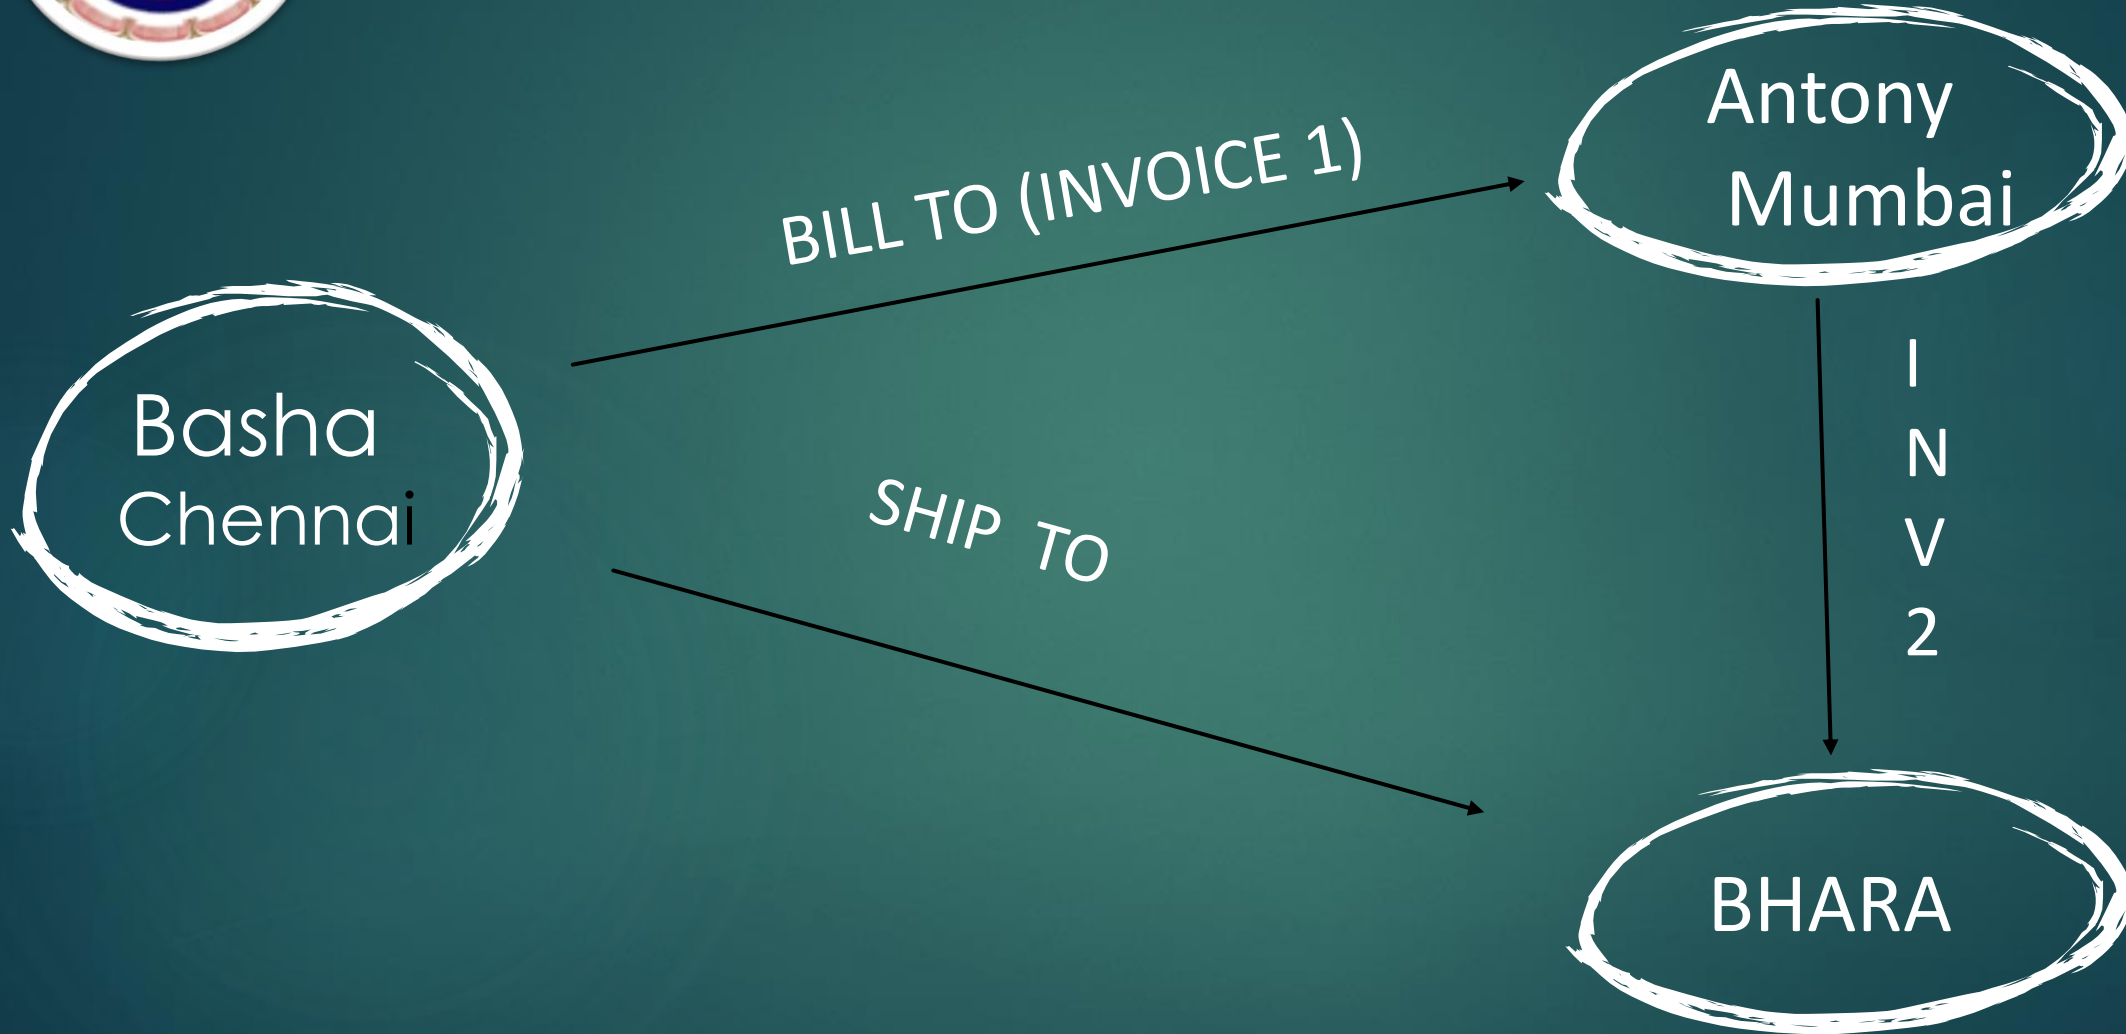 Antony
Mumbai
BILL TO (INVOICE 1)
Basha
Chennai
I
N
V
2
SHIP TO
BHARA